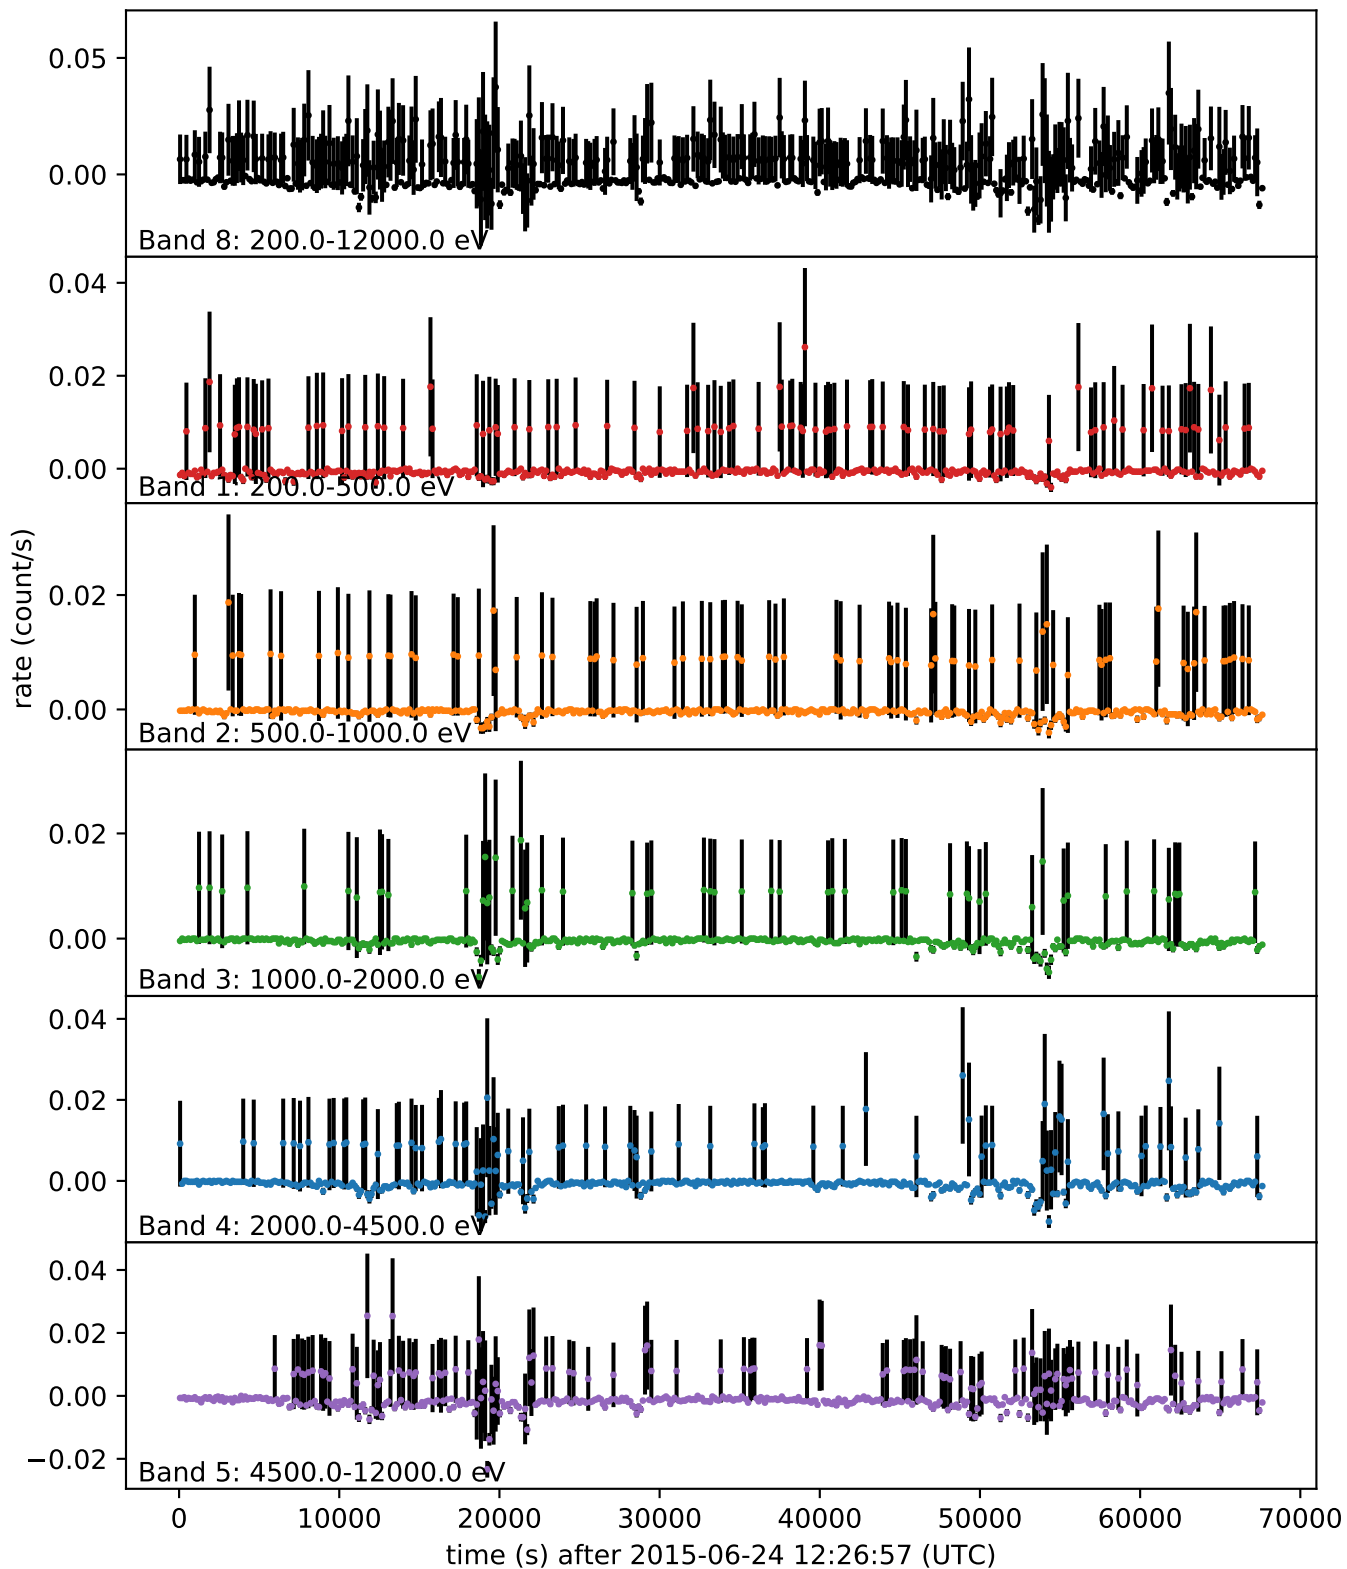 0.05
0.00
Band 8: 200.0-12000.0 eV
0.04
0.02
0.00
Band 1: 200.0-500.0 eV
rate (count/s)
0.02
0.00
Band 2: 500.0-1000.0 eV
0.02
0.00
Band 3: 1000.0-2000.0 eV
0.04
0.02
0.00
Band 4: 2000.0-4500.0 eV
0.04
0.02
0.00
−0.02
Band 5: 4500.0-12000.0 eV
0 10000 20000 30000 40000 50000 60000 70000
time (s) after 2015-06-24 12:26:57 (UTC)